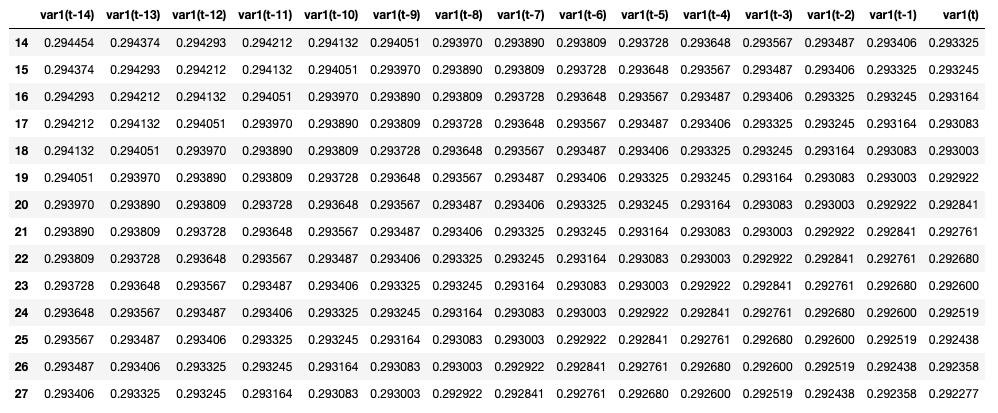 var1(t-14) var1(t-13) var1(t-12) var1(t-11) var1(t-10) var1(t-9) var1(t-8) var1(t-7) var1(t-6) var1(t-5) var1(t-4) var1(t-3) var1(t-2) var1(t-1) var1(t)
14 0.294454 0.294374 0.294293 0.294212 0.294132 0.294051 0.293970 0.293890 0.293809 0.293728 0.293648 0.293567 0.293487 0.293406 0.293325
15 0.294374 0.294293 0.294212 0.294132 0.294051 0.293970 0.293890 0.293809 0.293728 0.293648 0.293567 0.293487 0.293406 0.293325 0.293245
16 0.294293 0.294212 0.294132 0.294051 0.293970 0.293890 0.293809 0.293728 0.293648 0.293567 0.293487 0.293406 0.293325 0.293245 0.293164
17 0.294212 0.294132 0.294051 0.293970 0.293890 0.293809 0.293728 0.293648 0.293567 0.293487 0.293406 0.293325 0.293245 0.293164 0.293083
18 0.294132 0.294051 0.293970 0.293890 0.293809 0.293728 0.293648 0.293567 0.293487 0.293406 0.293325 0.293245 0.293164 0.293083 0.293003
19 0.294051 0.293970 0.293890 0.293809 0.293728 0.293648 0.293567 0.293487 0.293406 0.293325 0.293245 0.293164 0.293083 0.293003 0.292922
20 0.293970 0.293890 0.293809 0.293728 0.293648 0.293567 0.293487 0.293406 0.293325 0.293245 0.293164 0.293083 0.293003 0.292922 0.292841
21 0.293890 0.293809 0.293728 0.293648 0.293567 0.293487 0.293406 0.293325 0.293245 0.293164 0.293083 0.293003 0.292922 0.292841 0.292761
22 0.293809 0.293728 0.293648 0.293567 0.293487 0.293406 0.293325 0.293245 0.293164 0.293083 0.293003 0.292922 0.292841 0.292761 0.292680
23 0.293728 0.293648 0.293567 0.293487 0.293406 0.293325 0.293245 0.293164 0.293083 0.293003 0.292922 0.292841 0.292761 0.292680 0.292600
24 0.293648 0.293567 0.293487 0.293406 0.293325 0.293245 0.293164 0.293083 0.293003 0.292922 0.292841 0.292761 0.292680 0.292600 0.292519
25 0.293567 0.293487 0.293406 0.293325 0.293245 0.293164 0.293083 0.293003 0.292922 0.292841 0.292761 0.292680 0.292600 0.292519 0.292438
26 0.293487 0.293406 0.293325 0.293245 0.293164 0.293083 0.293003 0.292922 0.292841 0.292761 0.292680 0.292600 0.292519 0.292438 0.292358
27 0.293406 0.293325 0.293245 0.293164 0.293083 0.293003 0.292922 0.292841 0.292761 0.292680 0.292600 0.292519 0.292438 0.292358 0.292277